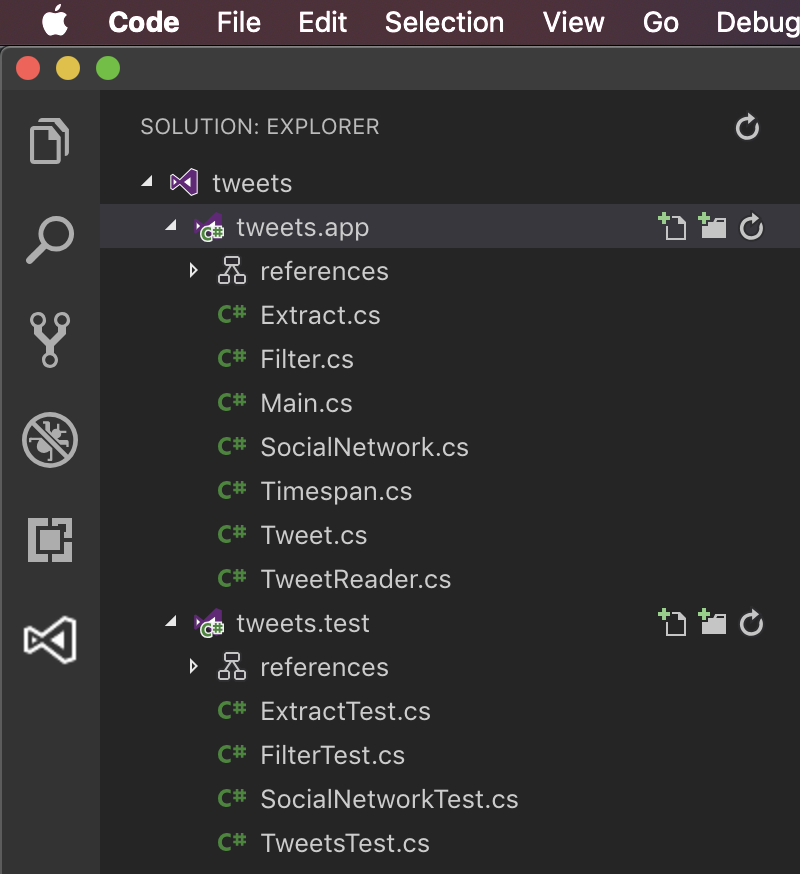 Code File Edit Selection View Go Debug
SOLUTION: EXPLORER
tweets
tweets.app
references
C# Extract.cs
C# Filter.cs
C# Main.cs
C# SocialNetwork.cs
C# Timespan.cs
C# Tweet.cs
C# TweetReader.cs
tweets.test
references
C# ExtractTest.cs
C# FilterTest.cs
C# SocialNetworkTest.cs
C# TweetsTest.cs